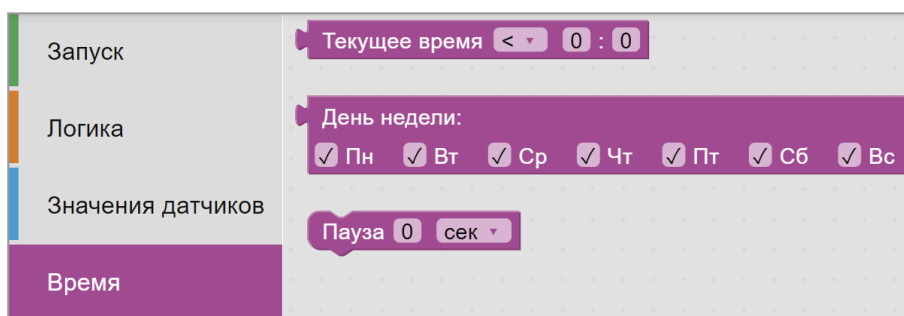 Запуск
Логика
Значения датчиков
Время
Текущее время < 0 : 0
День недели:
Пн Вт Ср Чт Пт Сб Вс
Пауза 0 сек